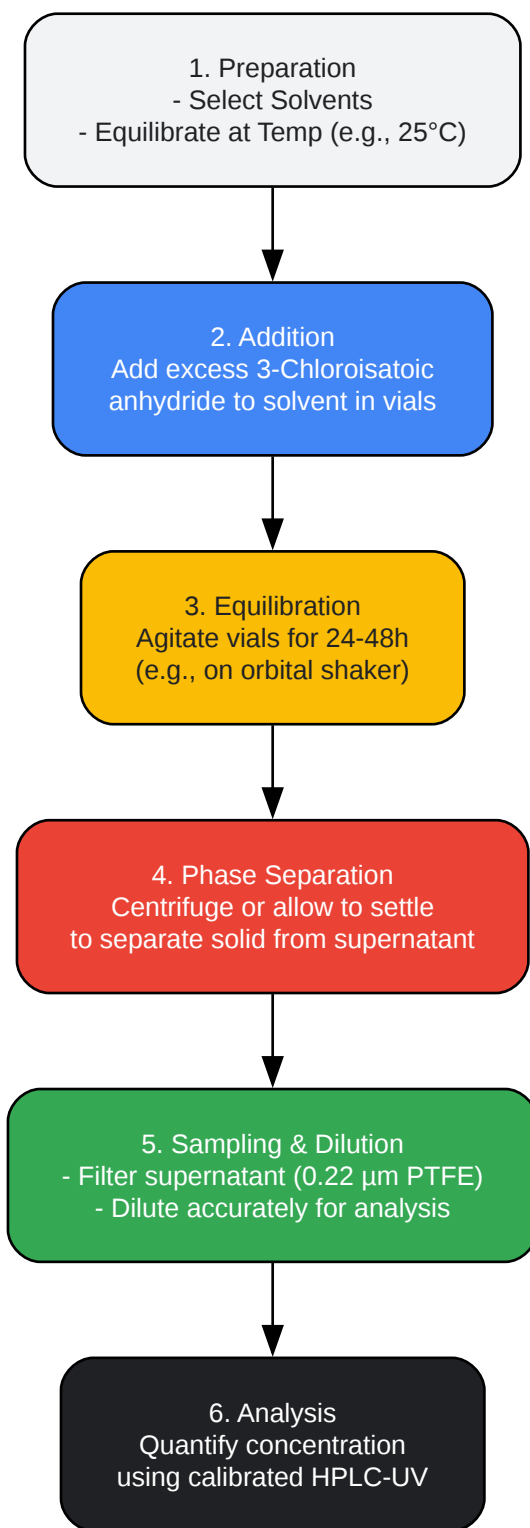 1. Preparation
- Select Solvents
- Equilibrate at Temp (e.g., 25°C)
2. Addition
Add excess 3-Chloroisatoic
anhydride to solvent in vials
3. Equilibration
Agitate vials for 24-48h
(e.g., on orbital shaker)
4. Phase Separation
Centrifuge or allow to settle
to separate solid from supernatant
5. Sampling & Dilution
- Filter supernatant (0.22 µm PTFE)
- Dilute accurately for analysis
6. Analysis
Quantify concentration
using calibrated HPLC-UV